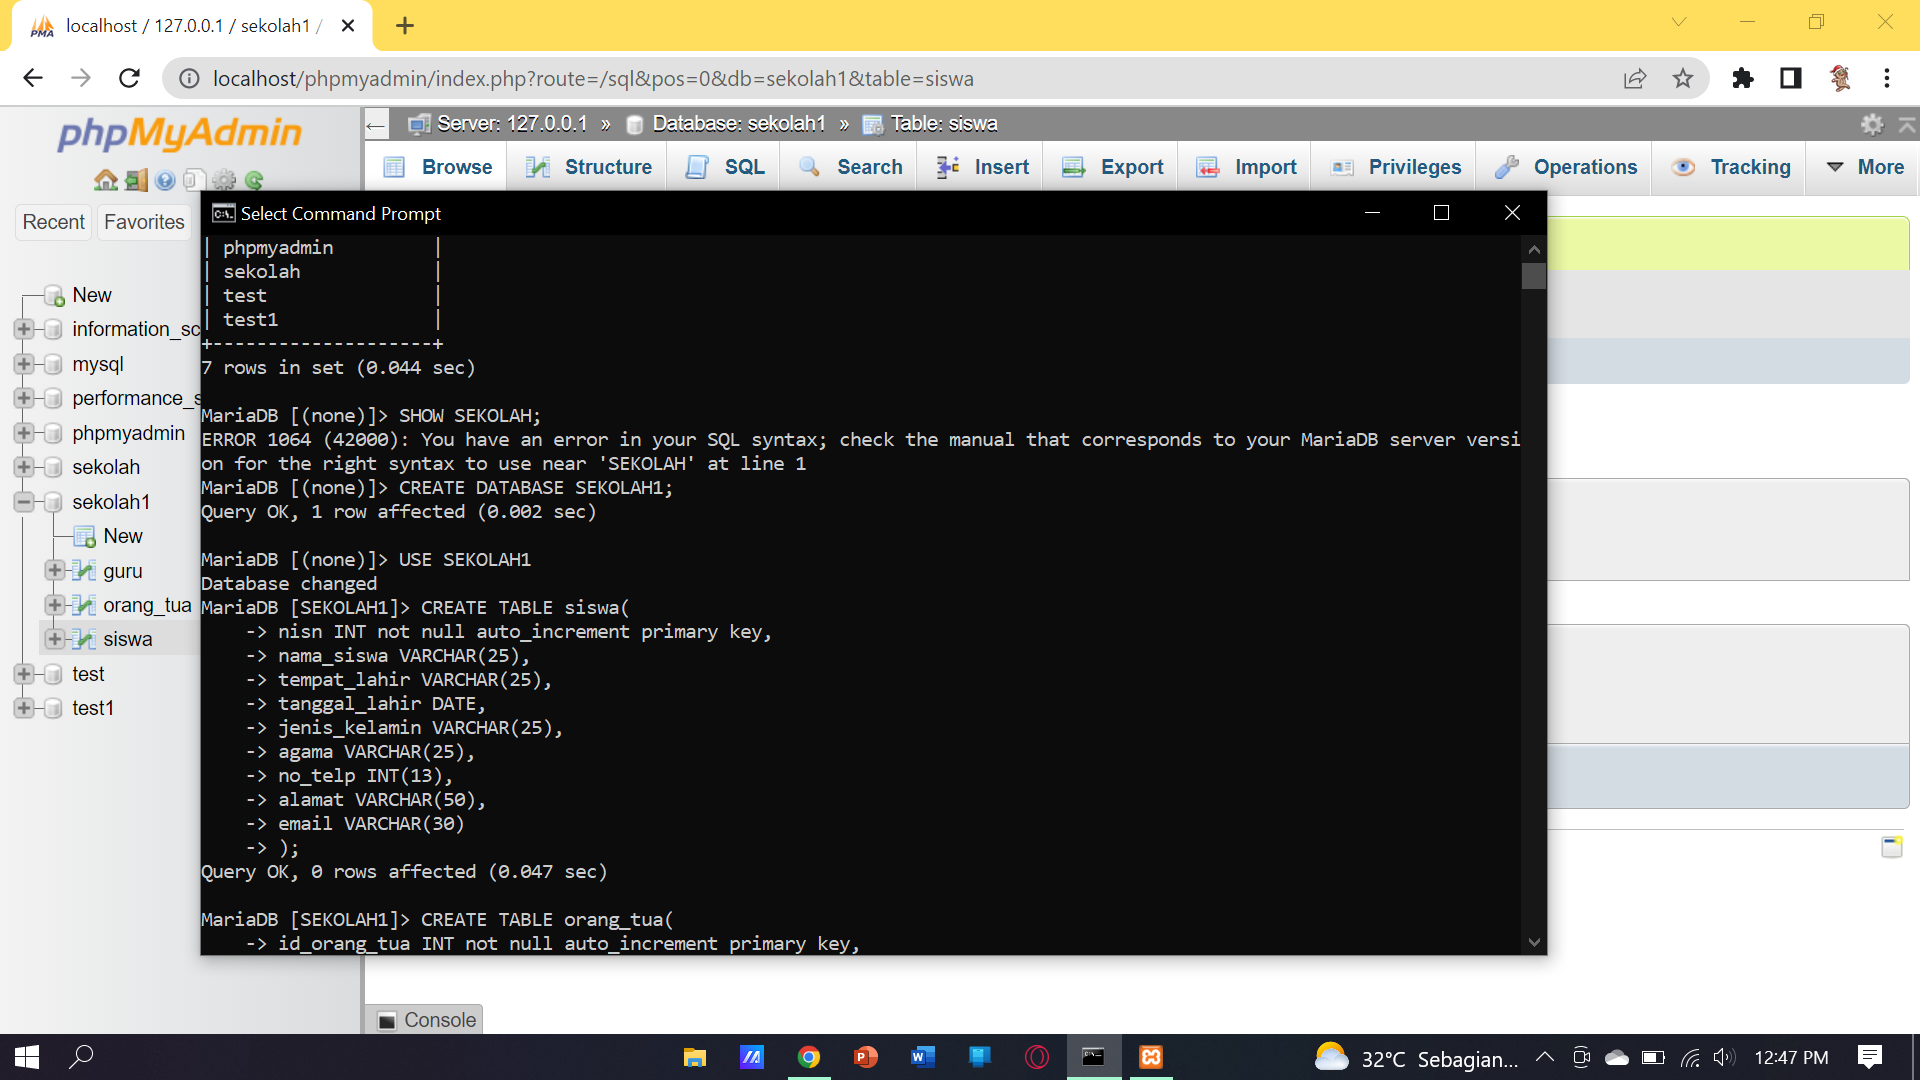 localhost / 127.0.0.1 / sekolah1 /
localhost/phpmyadmin/index.php?route=/sql&pos=0&db=sekolah1&table=siswa
phpMyAdmin
Server: 127.0.0.1 » Database: sekolah1 » Table: siswa
Browse Structure SQL Search Insert Export Import Privileges Operations Tracking More
Recent Favorites
New
information_sc
mysql
performance_s
phpmyadmin
sekolah
sekolah1
New
guru
orang_tua
siswa
test
test1
Select Command Prompt
| phpmyadmin |
| sekolah |
| test |
| test1 |
+--------------------+
7 rows in set (0.044 sec)
MariaDB [(none)]> SHOW SEKOLAH;
ERROR 1064 (42000): You have an error in your SQL syntax; check the manual that corresponds to your MariaDB server versi
on for the right syntax to use near 'SEKOLAH' at line 1
MariaDB [(none)]> CREATE DATABASE SEKOLAH1;
Query OK, 1 row affected (0.002 sec)
MariaDB [(none)]> USE SEKOLAH1
Database changed
MariaDB [SEKOLAH1]> CREATE TABLE siswa(
-> nisn INT not null auto_increment primary key,
-> nama_siswa VARCHAR(25),
-> tempat_lahir VARCHAR(25),
-> tanggal_lahir DATE,
-> jenis_kelamin VARCHAR(25),
-> agama VARCHAR(25),
-> no_telp INT(13),
-> alamat VARCHAR(50),
-> email VARCHAR(30)
-> );
Query OK, 0 rows affected (0.047 sec)
MariaDB [SEKOLAH1]> CREATE TABLE orang_tua(
-> id_orang_tua INT not null auto_increment primary key,
Console
32°C Sebagian... 12:47 PM